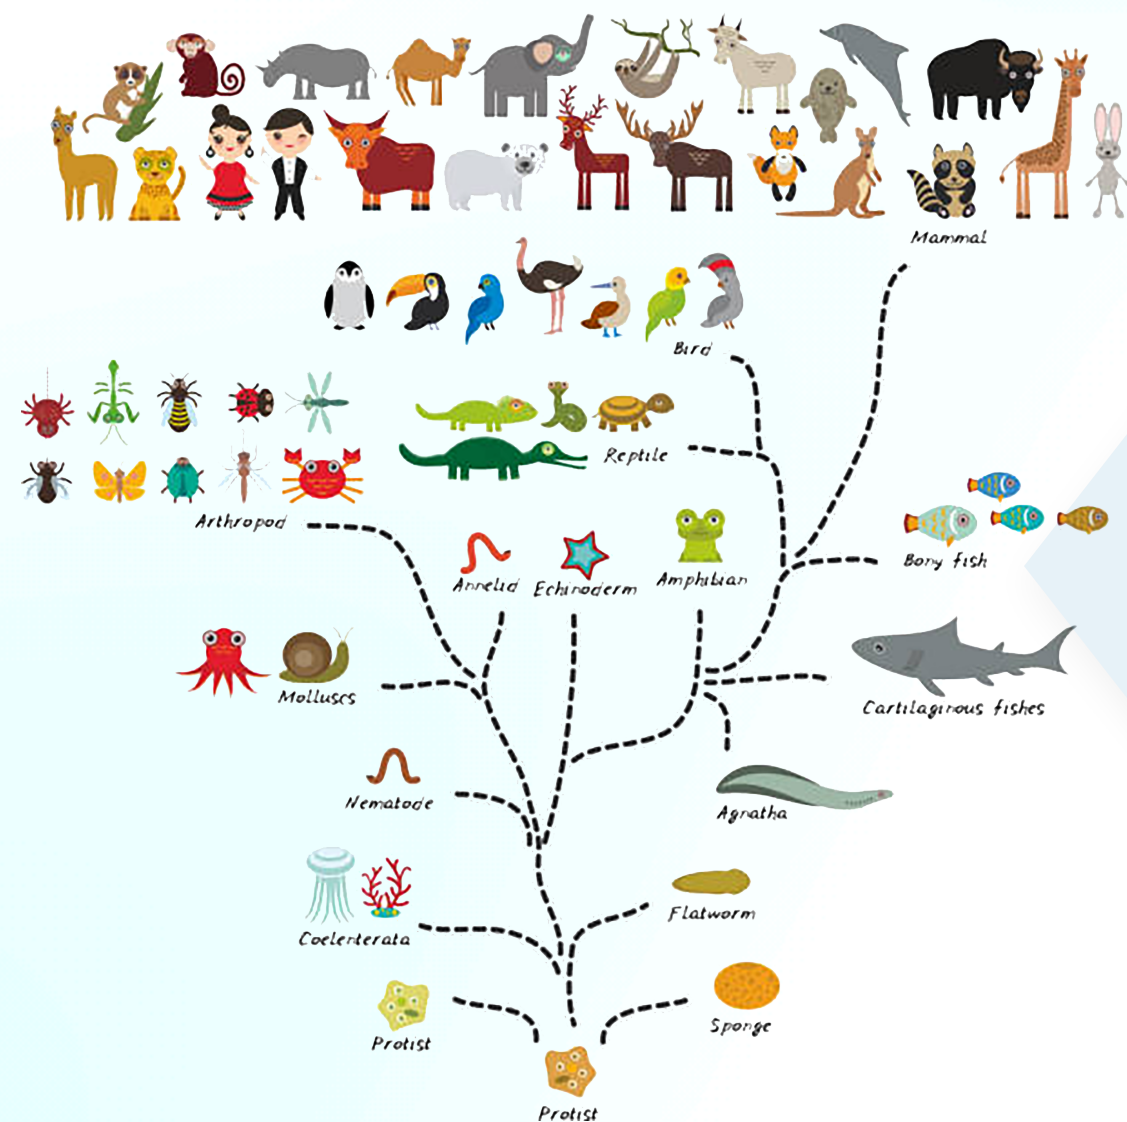 Mammal
Bird
Reptile
Arthropod
Annelid
Echinoderm
Amphibian
Bony fish
Molluscs
Cartilaginous fishes
Nematode
Agnatha
Flatworm
Coelenterata
Sponge
Protist
Protist